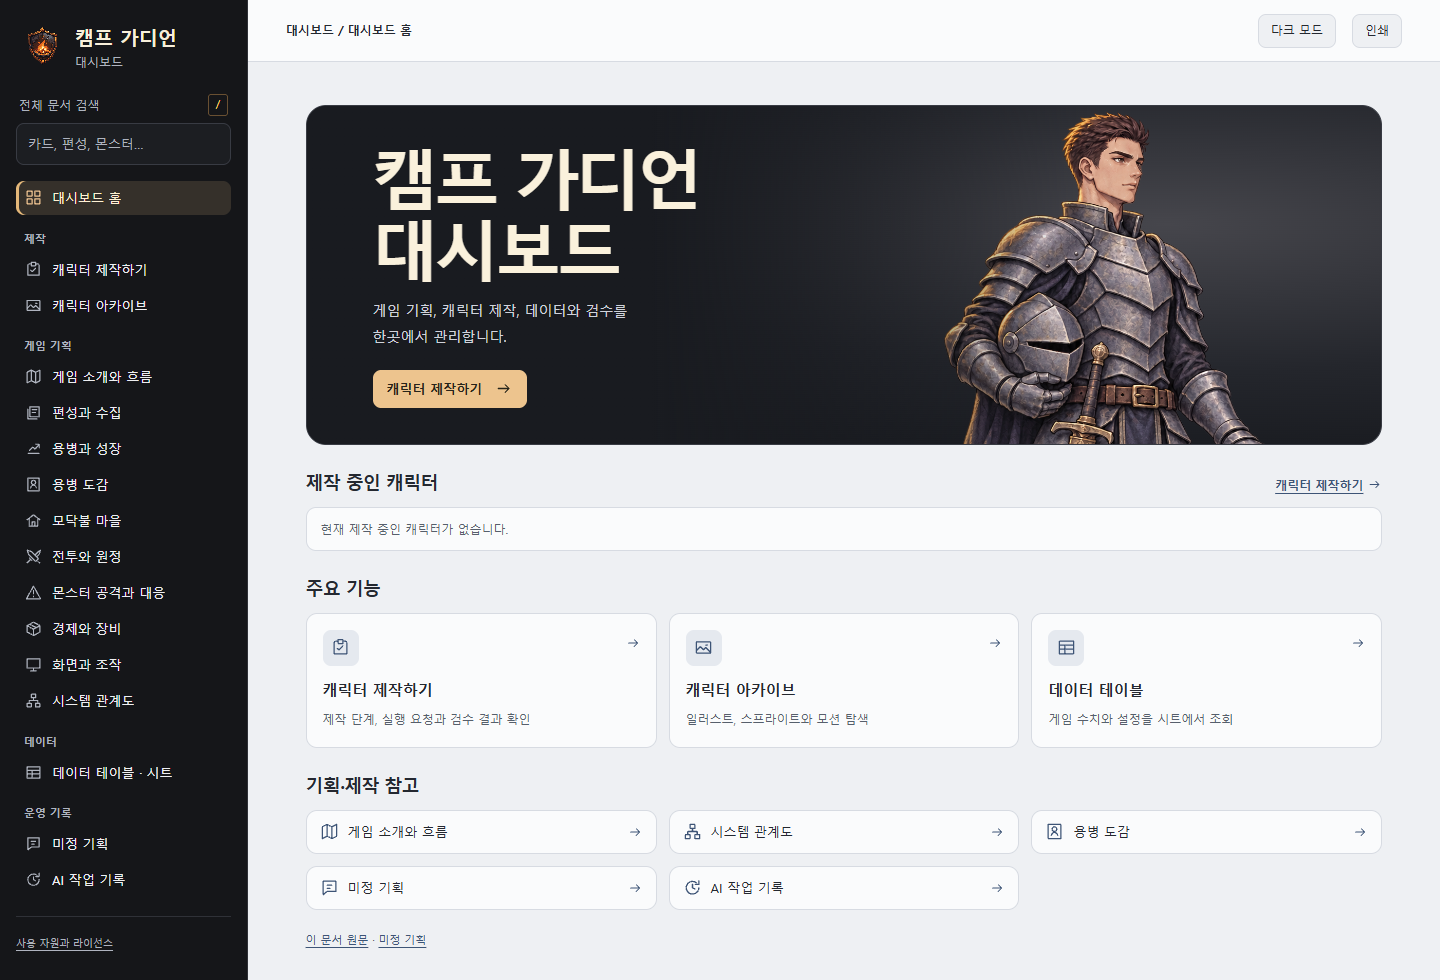 캠프 가디언
대시보드
전체 문서 검색
/
카드, 편성, 몬스터...
대시보드 홈
제작
캐릭터 제작하기
캐릭터 아카이브
게임 기획
게임 소개와 흐름
편성과 수집
용병과 성장
용병 도감
모닥불 마을
전투와 원정
몬스터 공격과 대응
경제와 장비
화면과 조작
시스템 관계도
데이터
데이터 테이블 · 시트
운영 기록
미정 기획
AI 작업 기록
사용 자원과 라이선스
대시보드 / 대시보드 홈
다크 모드
인쇄
캠프 가디언
대시보드
게임 기획, 캐릭터 제작, 데이터와 검수를
한곳에서 관리합니다.
캐릭터 제작하기 →
제작 중인 캐릭터
캐릭터 제작하기 →
현재 제작 중인 캐릭터가 없습니다.
주요 기능
캐릭터 제작하기
제작 단계, 실행 요청과 검수 결과 확인
캐릭터 아카이브
일러스트, 스프라이트와 모션 탐색
데이터 테이블
게임 수치와 설정을 시트에서 조회
기획·제작 참고
게임 소개와 흐름
시스템 관계도
용병 도감
미정 기획
AI 작업 기록
이 문서 원문 · 미정 기획